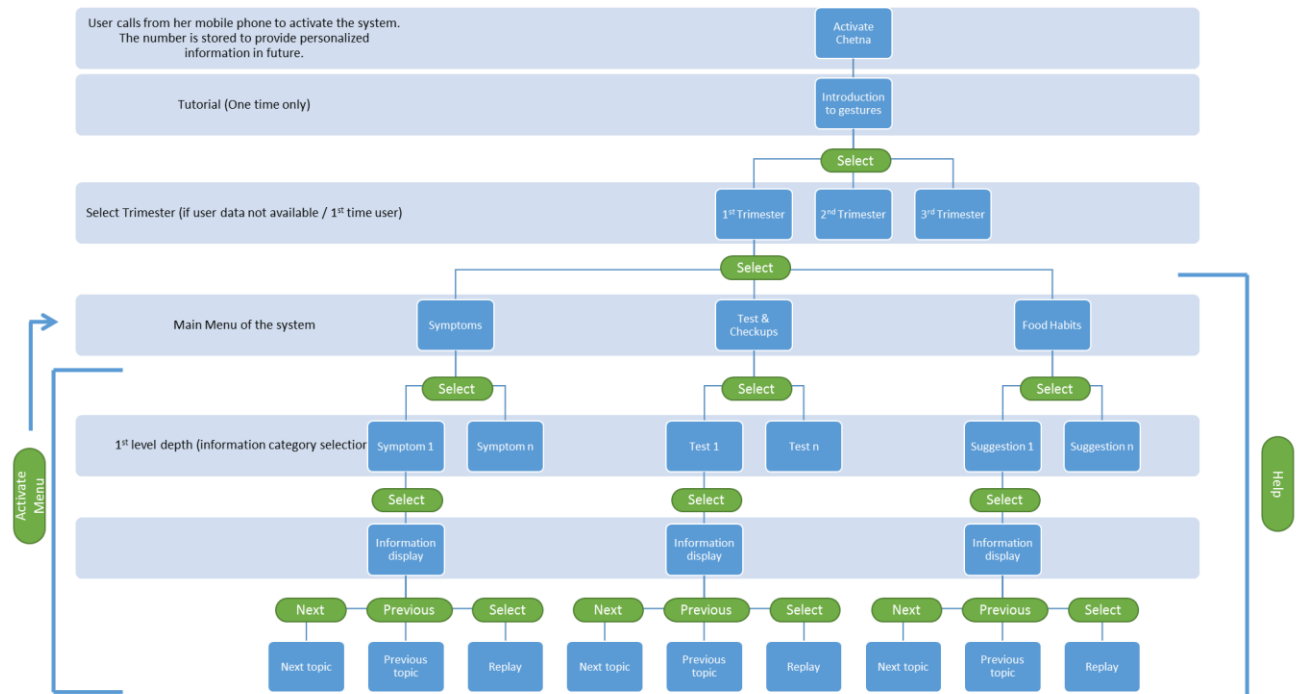 User calls from her mobile phone to activate the system.
The number is stored to provide personalized
information in future.
Activate
Chetna
Tutorial (One time only)
Introduction
to gestures
Select
Select Trimester (if user data not available / 1st time user)
1st Trimester
2nd Trimester
3rd Trimester
Select
Main Menu of the system
Symptoms
Test &
Checkups
Food Habits
Select
Select
Select
1st level depth (information category selection
Symptom 1
Symptom n
Test 1
Test n
Suggestion 1
Suggestion n
Activate
Menu
Help
Select
Select
Select
Information
display
Information
display
Information
display
Next
Previous
Select
Next
Previous
Select
Next
Previous
Select
Next topic
Previous
topic
Replay
Next topic
Previous
topic
Replay
Next topic
Previous
topic
Replay